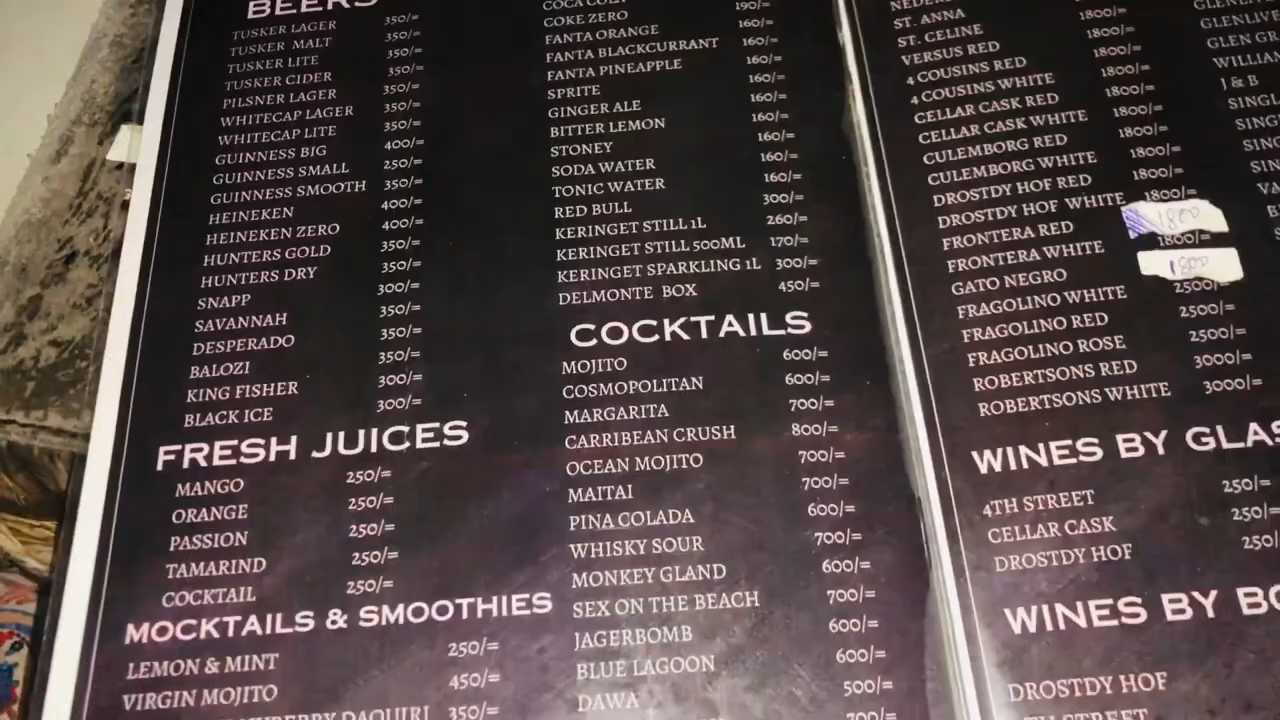 BEERS
TUSKER LAGER 350/=
TUSKER MALT 350/=
TUSKER LITE 350/=
TUSKER CIDER 350/=
PILSNER LAGER 350/=
WHITECAP LAGER 350/=
WHITECAP LITE 350/=
GUINNESS BIG 400/=
GUINNESS SMALL 250/=
GUINNESS SMOOTH 350/=
HEINEKEN 400/=
HEINEKEN ZERO 400/=
HUNTERS GOLD 350/=
HUNTERS DRY 350/=
SNAPP 300/=
SAVANNAH 350/=
DESPERADO 350/=
BALOZI 350/=
KING FISHER 300/=
BLACK ICE 300/=
FRESH JUICES
MANGO 250/=
ORANGE 250/=
PASSION 250/=
TAMARIND 250/=
COCKTAIL 250/=
MOCKTAILS & SMOOTHIES
LEMON & MINT 250/=
VIRGIN MOJITO 450/=
DAQUIRI 350/=
COKE ZERO 190/=
FANTA ORANGE 160/=
FANTA BLACKCURRANT 160/=
FANTA PINEAPPLE 160/=
SPRITE 160/=
GINGER ALE 160/=
BITTER LEMON 160/=
STONEY 160/=
SODA WATER 160/=
TONIC WATER 160/=
RED BULL 300/=
KERINGET STILL 1L 260/=
KERINGET STILL 500ML 170/=
KERINGET SPARKLING 1L 300/=
DELMONTE BOX 450/=
COCKTAILS
MOJITO 600/=
COSMOPOLITAN 600/=
MARGARITA 700/=
CARRIBEAN CRUSH 800/=
OCEAN MOJITO 700/=
MAITAI 700/=
PINA COLADA 600/=
WHISKY SOUR 700/=
MONKEY GLAND 600/=
SEX ON THE BEACH 700/=
JAGERBOMB 600/=
BLUE LAGOON 600/=
DAWA 500/=
700/=
ST. ANNA
ST. CELINE 1800/=
VERSUS RED 1800/=
4 COUSINS RED 1800/=
4 COUSINS WHITE 1800/=
CELLAR CASK RED 1800/=
CELLAR CASK WHITE 1800/=
CULEMBORG RED 1800/=
CULEMBORG WHITE 1800/=
DROSTDY HOF RED 1800/=
DROSTDY HOF WHITE 1800/=
FRONTERA RED 1800
FRONTERA WHITE 1800/=
GATO NEGRO 1800
FRAGOLINO WHITE 2500/=
FRAGOLINO RED 2500/=
FRAGOLINO ROSE 2500/=
ROBERTSONS RED 3000/=
ROBERTSONS WHITE 3000/=
WINES BY GLAS
4TH STREET 250/=
CELLAR CASK 250/=
DROSTDY HOF 250/
WINES BY BO
DROSTDY HOF
GLEN GR
J & B